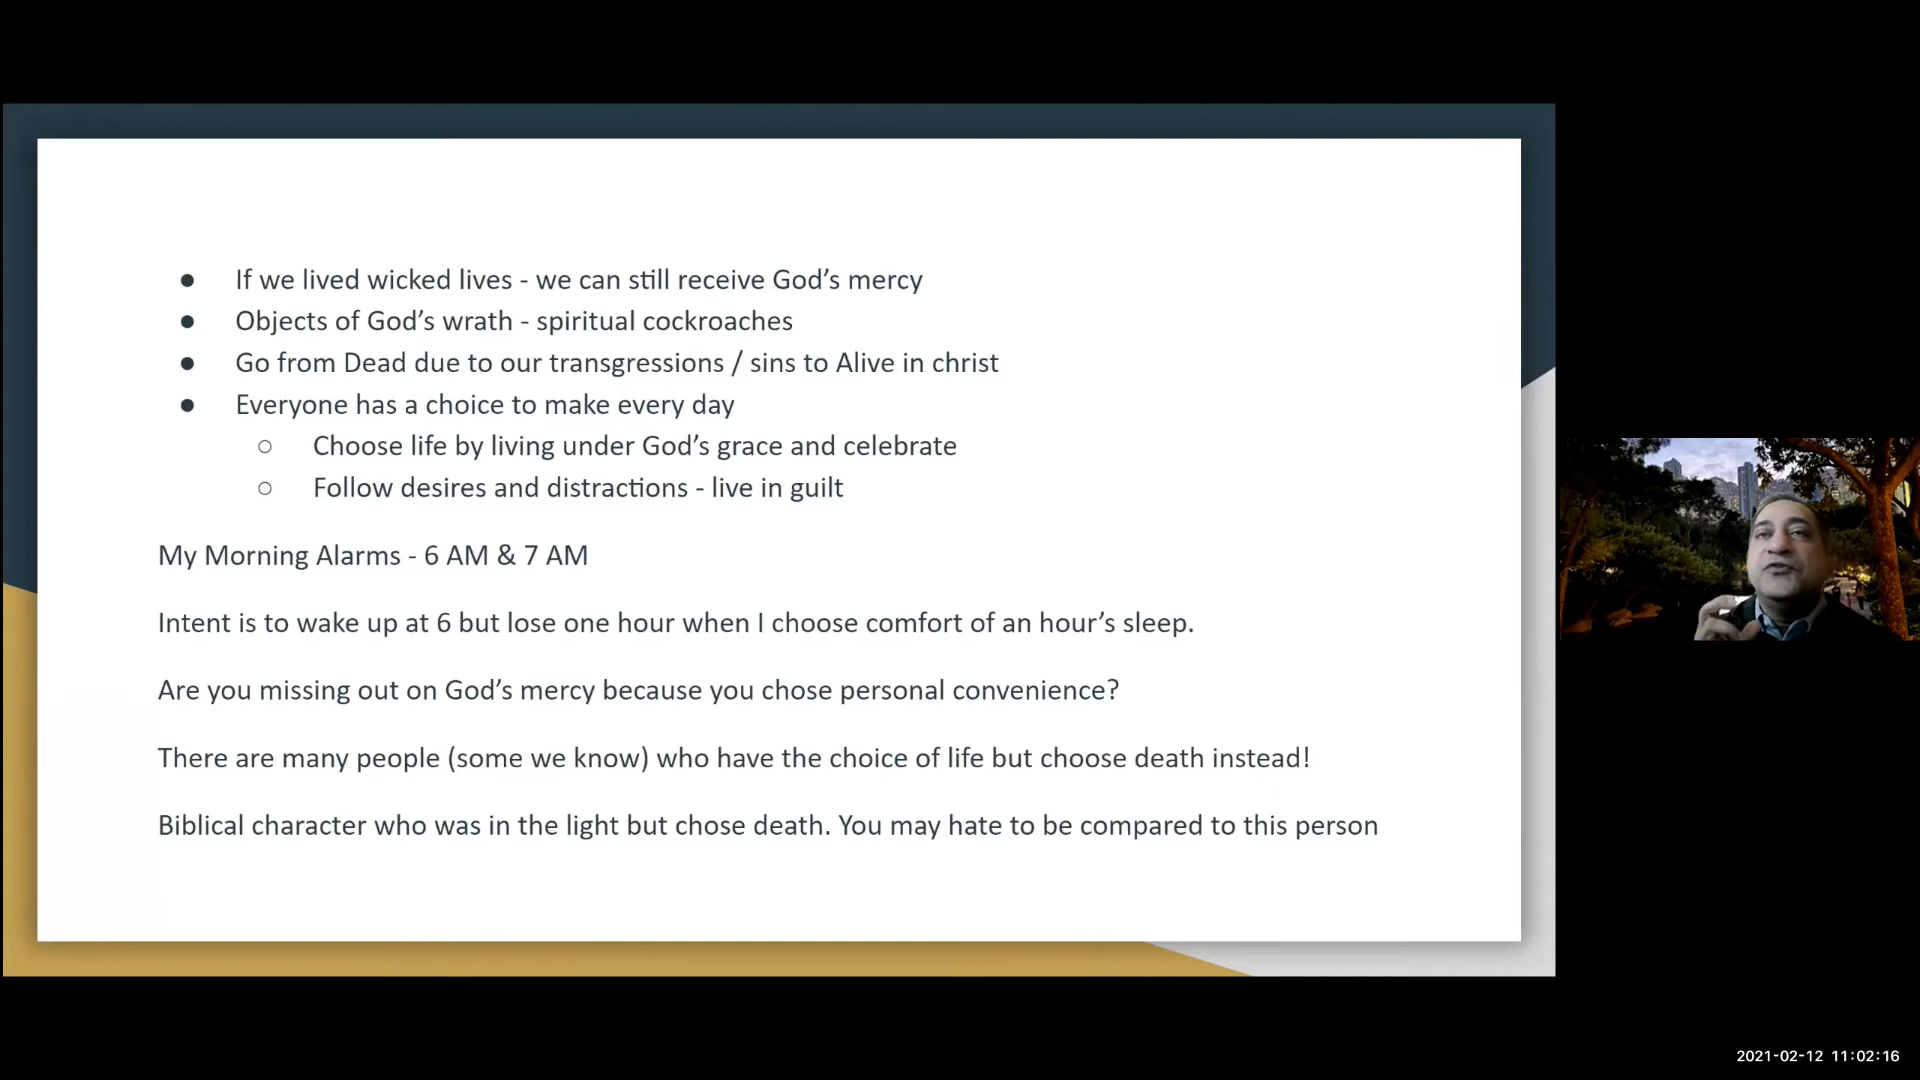 ● If we lived wicked lives - we can still receive God’s mercy
● Objects of God’s wrath - spiritual cockroaches
● Go from Dead due to our transgressions / sins to Alive in christ
● Everyone has a choice to make every day
○ Choose life by living under God’s grace and celebrate
○ Follow desires and distractions - live in guilt
My Morning Alarms - 6 AM & 7 AM
Intent is to wake up at 6 but lose one hour when I choose comfort of an hour’s sleep.
Are you missing out on God’s mercy because you chose personal convenience?
There are many people (some we know) who have the choice of life but choose death instead!
Biblical character who was in the light but chose death. You may hate to be compared to this person
2021-02-12 11:02:16